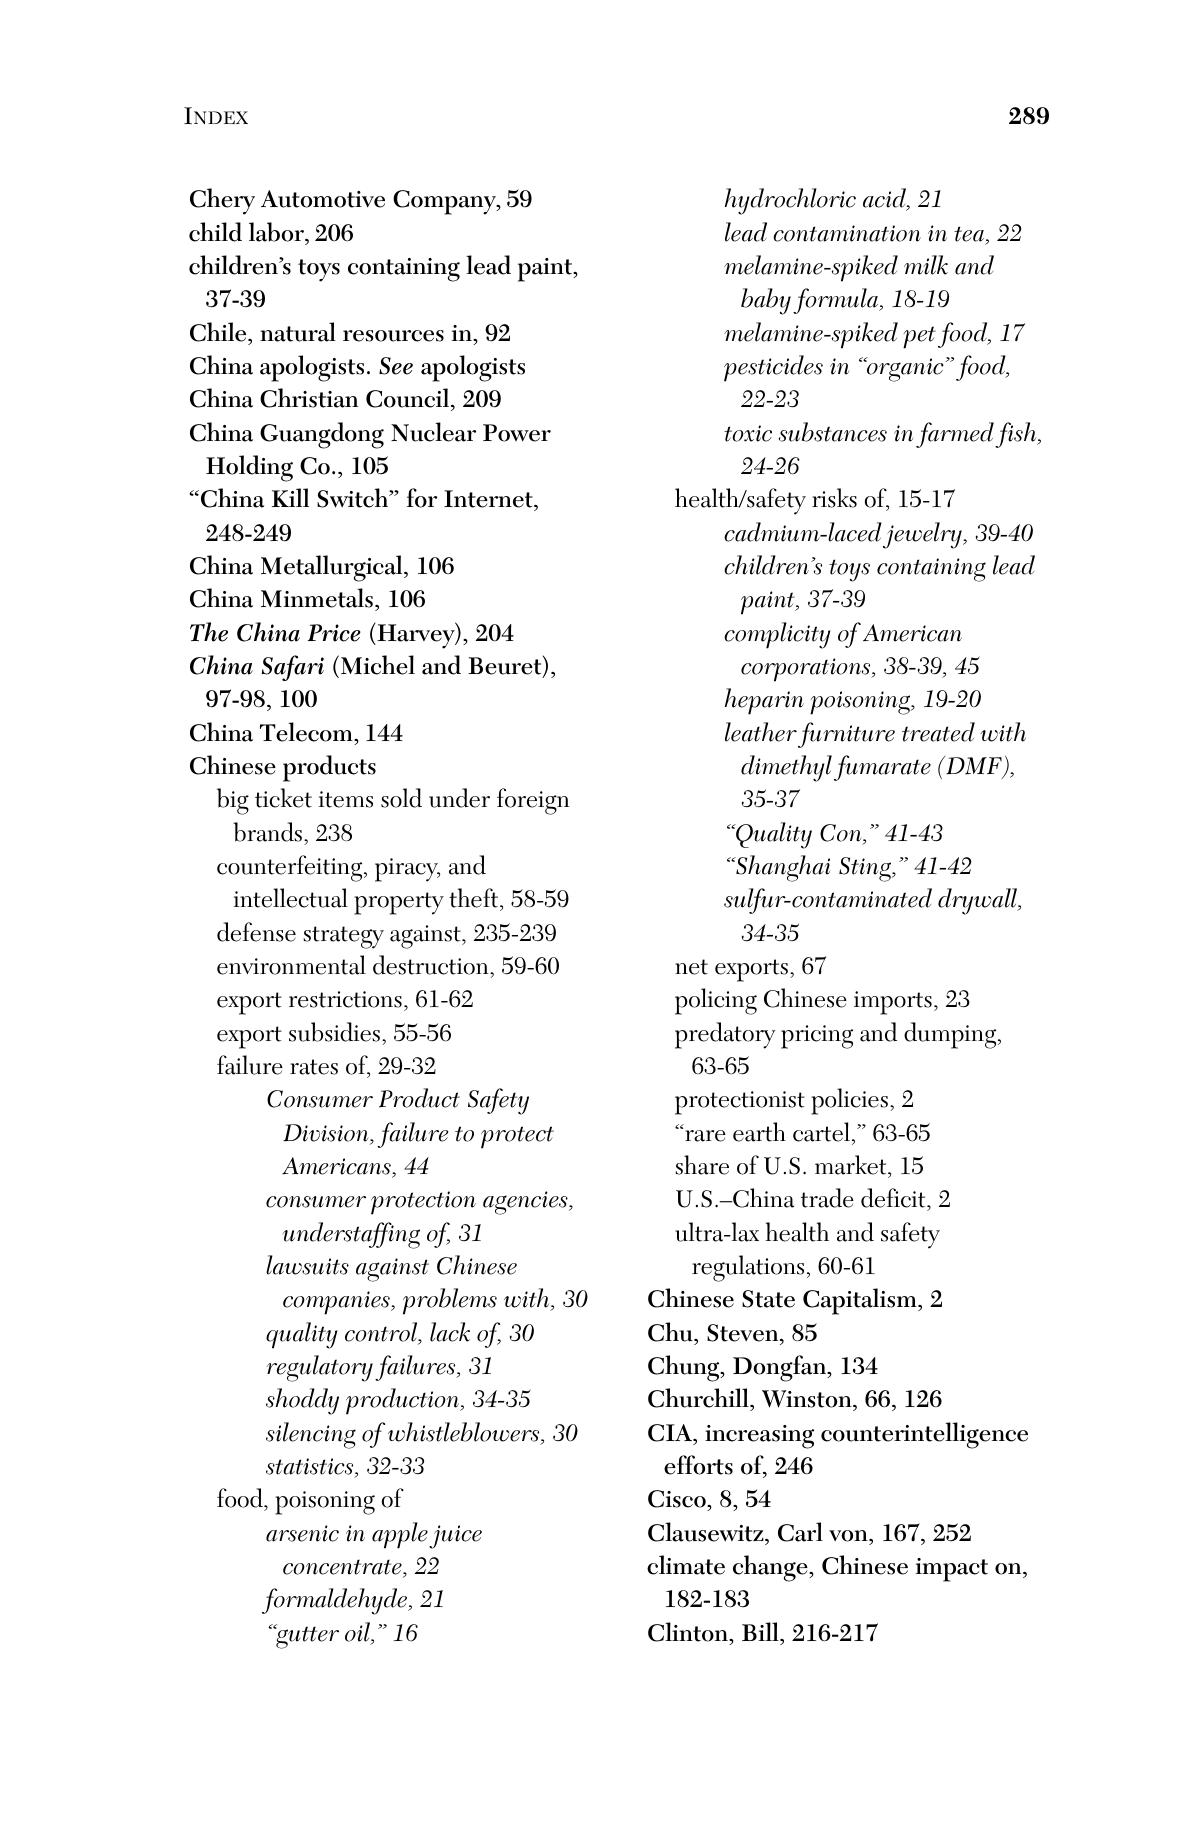 INDEX
289
Chery Automotive Company, 59
child labor, 206
children’s toys containing lead paint,
37-39
Chile, natural resources in, 92
China apologists. See apologists
China Christian Council, 209
China Guangdong Nuclear Power
Holding Co., 105
“China Kill Switch” for Internet,
248-249
China Metallurgical, 106
China Minmetals, 106
The China Price (Harvey), 204
China Safari (Michel and Beuret),
97-98, 100
China Telecom, 144
Chinese products
big ticket items sold under foreign
brands, 238
counterfeiting, piracy, and
intellectual property theft, 58-59
defense strategy against, 235-239
environmental destruction, 59-60
export restrictions, 61-62
export subsidies, 55-56
failure rates of, 29-32
Consumer Product Safety
Division, failure to protect
Americans, 44
consumer protection agencies,
understaffing of, 31
lawsuits against Chinese
companies, problems with, 30
quality control, lack of, 30
regulatory failures, 31
shoddy production, 34-35
silencing of whistleblowers, 30
statistics, 32-33
food, poisoning of
arsenic in apple juice
concentrate, 22
formaldehyde, 21
“gutter oil,” 16
hydrochloric acid, 21
lead contamination in tea, 22
melamine-spiked milk and
baby formula, 18-19
melamine-spiked pet food, 17
pesticides in “organic” food,
22-23
toxic substances in farmed fish,
24-26
health/safety risks of, 15-17
cadmium-laced jewelry, 39-40
children’s toys containing lead
paint, 37-39
complicity of American
corporations, 38-39, 45
heparin poisoning, 19-20
leather furniture treated with
dimethyl fumarate (DMF),
35-37
“Quality Con,” 41-43
“Shanghai Sting,” 41-42
sulfur-contaminated drywall,
34-35
net exports, 67
policing Chinese imports, 23
predatory pricing and dumping,
63-65
protectionist policies, 2
“rare earth cartel,” 63-65
share of U.S. market, 15
U.S.–China trade deficit, 2
ultra-lax health and safety
regulations, 60-61
Chinese State Capitalism, 2
Chu, Steven, 85
Chung, Dongfan, 134
Churchill, Winston, 66, 126
CIA, increasing counterintelligence
efforts of, 246
Cisco, 8, 54
Clausewitz, Carl von, 167, 252
climate change, Chinese impact on,
182-183
Clinton, Bill, 216-217